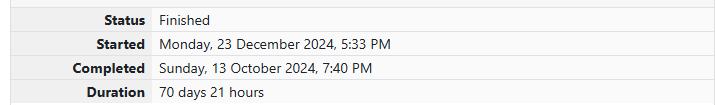 Status Finished
Started Monday, 23 December 2024, 5:33 PM
Completed Sunday, 13 October 2024, 7:40 PM
Duration 70 days 21 hours